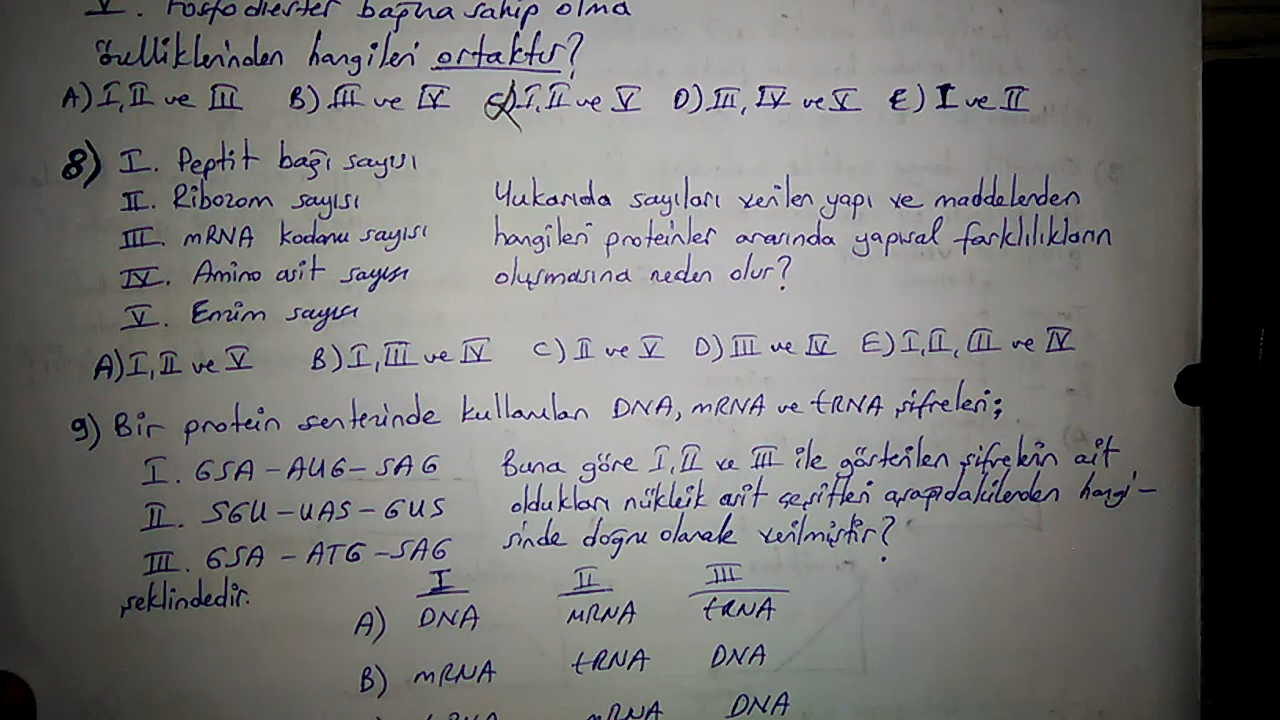 V. Fosfodiester bağına sahip olma
özelliklerinden hangileri ortaktır?
A) I, II ve III B) III ve IV C) I, II ve V D) III, IV ve V E) I ve II
8) I. Peptit bağı sayısı
II. Ribozom sayısı
III. mRNA kodonu sayısı
IV. Amino asit sayısı
V. Enzim sayısı
Yukarıda sayıları verilen yapı ve maddelerden
hangileri proteinler arasında yapısal farklılıkların
oluşmasına neden olur?
A) I, II ve V B) I, III ve IV C) II ve V D) III ve IV E) I, II, III ve IV
9) Bir protein sentezinde kullanılan DNA, mRNA ve tRNA şifreleri;
I. GSA - AUG - SAG
II. SGU - UAS - GUS
III. GSA - ATG - SAG
şeklindedir.
Buna göre I, II ve III ile gösterilen şifrelerin ait
oldukları nükleik asit çeşitleri aşağıdakilerden hangi-
sinde doğru olarak verilmiştir?
I II III
A) DNA mRNA tRNA
B) mRNA tRNA DNA
mRNA DNA